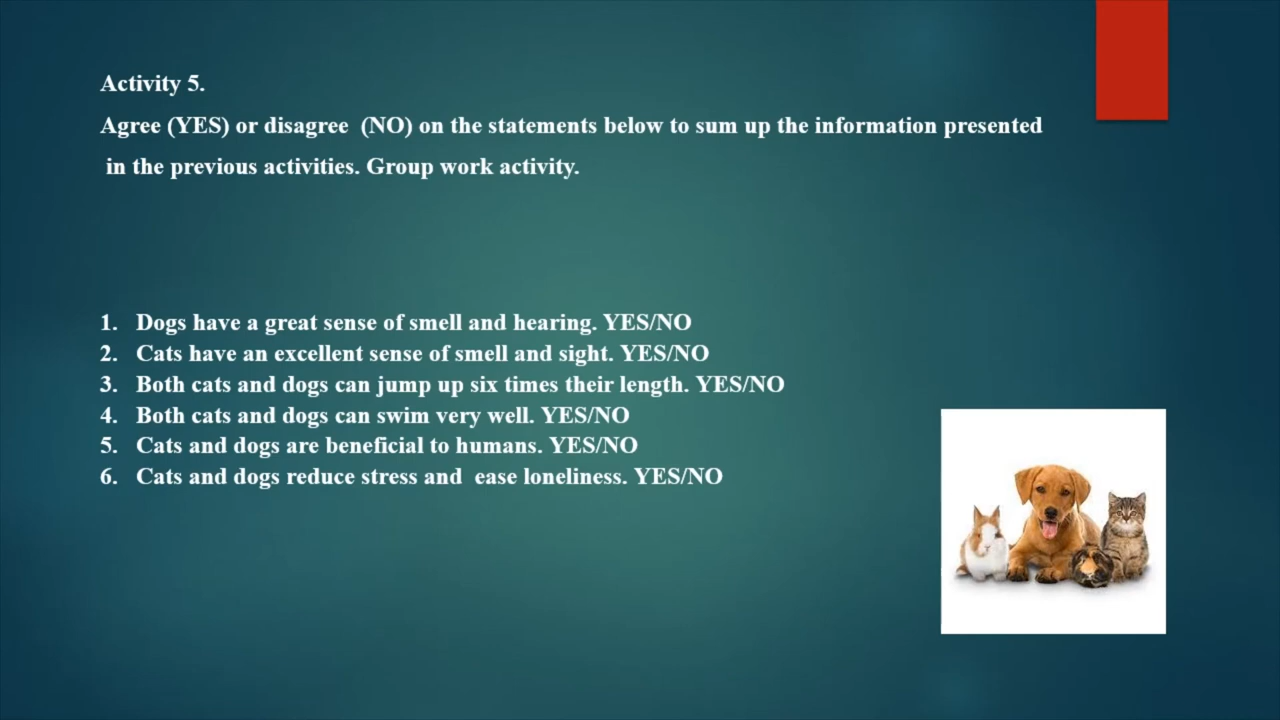 Activity 5.
Agree (YES) or disagree  (NO) on the statements below to sum up the information presented
in the previous activities. Group work activity.
1. Dogs have a great sense of smell and hearing. YES/NO
2. Cats have an excellent sense of smell and sight. YES/NO
3. Both cats and dogs can jump up six times their length. YES/NO
4. Both cats and dogs can swim very well. YES/NO
5. Cats and dogs are beneficial to humans. YES/NO
6. Cats and dogs reduce stress and  ease loneliness. YES/NO